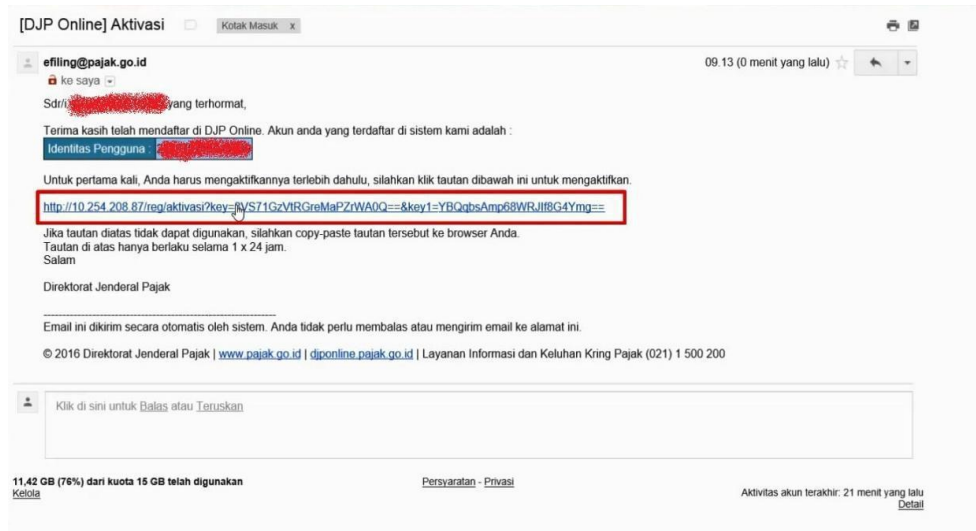 [DJP Online] Aktivasi Kotak Masuk x
efiling@pajak.go.id 09.13 (0 menit yang lalu)
ke saya
Sdr/i yang terhormat,
Terima kasih telah mendaftar di DJP Online. Akun anda yang terdaftar di sistem kami adalah :
Identitas Pengguna :
Untuk pertama kali, Anda harus mengaktifkannya terlebih dahulu, silahkan klik tautan dibawah ini untuk mengaktifkan.
Jika tautan diatas tidak dapat digunakan, silahkan copy-paste tautan tersebut ke browser Anda.
Tautan di atas hanya berlaku selama 1 x 24 jam.
Salam
Direktorat Jenderal Pajak
Email ini dikirim secara otomatis oleh sistem. Anda tidak perlu membalas atau mengirim email ke alamat ini.
© 2016 Direktorat Jenderal Pajak | www.pajak.go.id | djponline.pajak.go.id | Layanan Informasi dan Keluhan Kring Pajak (021) 1 500 200
Klik di sini untuk Balas atau Teruskan
11,42 GB (76%) dari kuota 15 GB telah digunakan
Kelola
Persyaratan - Privasi
Aktivitas akun terakhir: 21 menit yang lalu
Detail